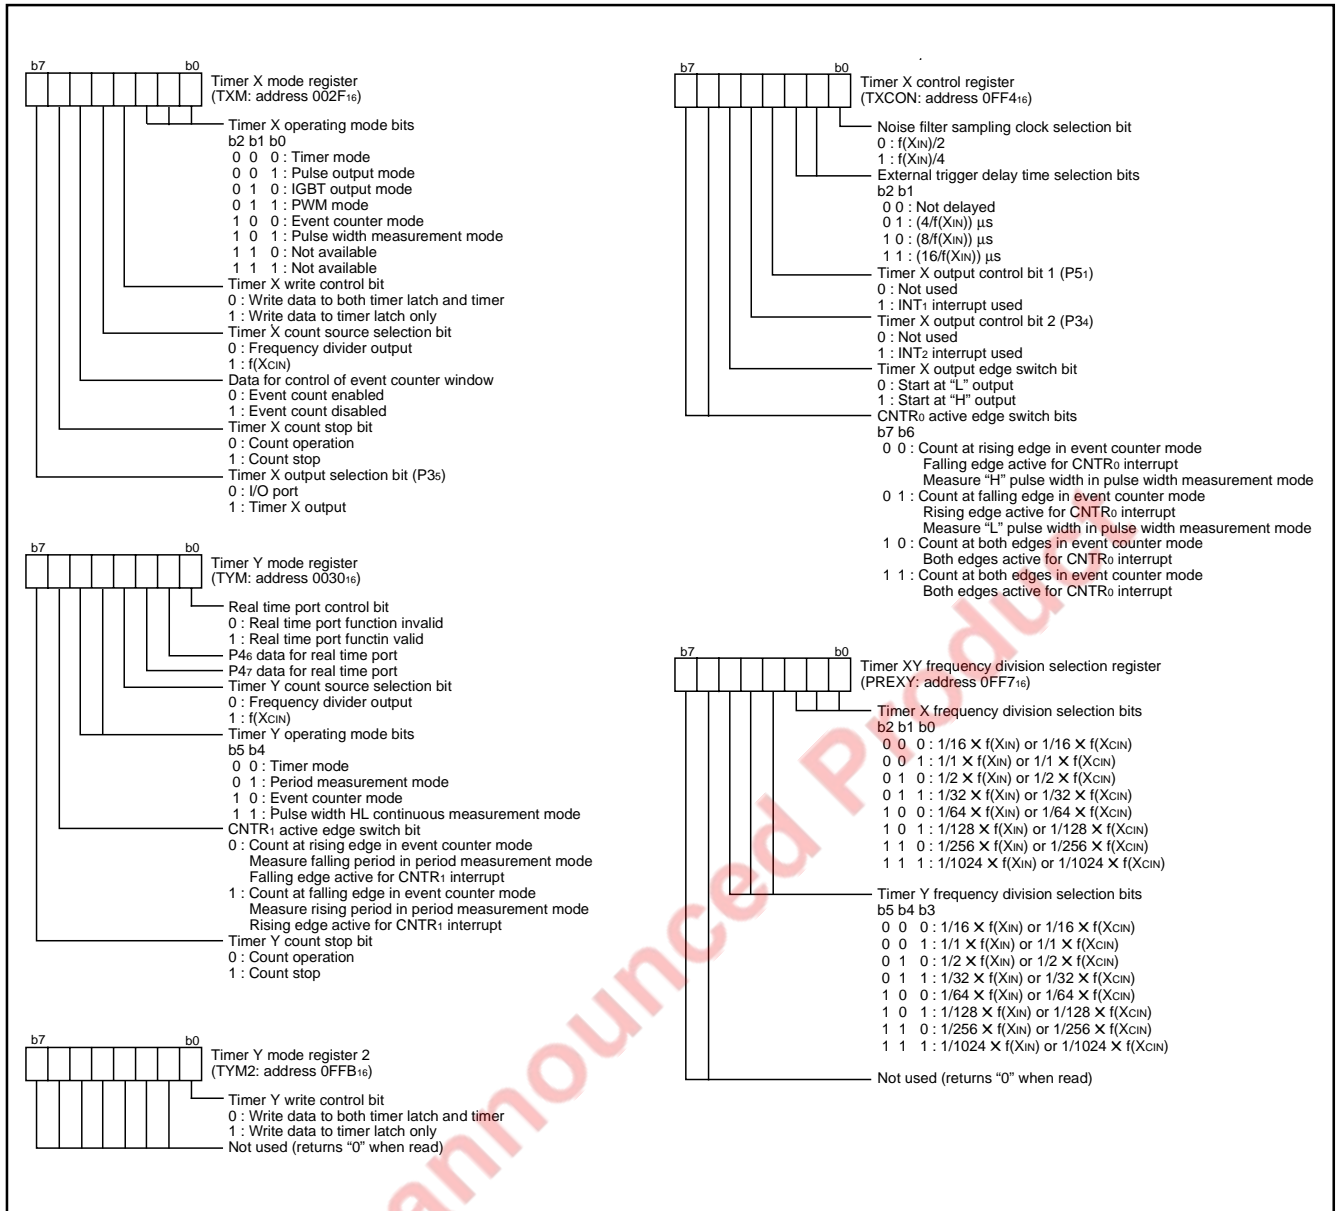 b7 b0
Timer X mode register
(TXM: address 002F16)
Timer X operating mode bits
b2 b1 b0
0 0 0 : Timer mode
0 0 1 : Pulse output mode
0 1 0 : IGBT output mode
0 1 1 : PWM mode
1 0 0 : Event counter mode
1 0 1 : Pulse width measurement mode
1 1 0 : Not available
1 1 1 : Not available
Timer X write control bit
0 : Write data to both timer latch and timer
1 : Write data to timer latch only
Timer X count source selection bit
0 : Frequency divider output
1 : f(XCIN)
Data for control of event counter window
0 : Event count enabled
1 : Event count disabled
Timer X count stop bit
0 : Count operation
1 : Count stop
Timer X output selection bit (P35)
0 : I/O port
1 : Timer X output
b7 b0
Timer Y mode register
(TYM: address 003016)
Real time port control bit
0 : Real time port function invalid
1 : Real time port functin valid
P46 data for real time port
P47 data for real time port
Timer Y count source selection bit
0 : Frequency divider output
1 : f(XCIN)
Timer Y operating mode bits
b5 b4
0 0 : Timer mode
0 1 : Period measurement mode
1 0 : Event counter mode
1 1 : Pulse width HL continuous measurement mode
CNTR1 active edge switch bit
0 : Count at rising edge in event counter mode
Measure falling period in period measurement mode
Falling edge active for CNTR1 interrupt
1 : Count at falling edge in event counter mode
Measure rising period in period measurement mode
Rising edge active for CNTR1 interrupt
Timer Y count stop bit
0 : Count operation
1 : Count stop
b7 b0
Timer Y mode register 2
(TYM2: address 0FFB16)
Timer Y write control bit
0 : Write data to both timer latch and timer
1 : Write data to timer latch only
Not used (returns “0” when read)
b7 b0
Timer X control register
(TXCON: address 0FF416)
Noise filter sampling clock selection bit
0 : f(XIN)/2
1 : f(XIN)/4
External trigger delay time selection bits
b2 b1
0 0 : Not delayed
0 1 : (4/f(XIN)) µs
1 0 : (8/f(XIN)) µs
1 1 : (16/f(XIN)) µs
Timer X output control bit 1 (P51)
0 : Not used
1 : INT1 interrupt used
Timer X output control bit 2 (P34)
0 : Not used
1 : INT2 interrupt used
Timer X output edge switch bit
0 : Start at “L” output
1 : Start at “H” output
CNTR0 active edge switch bits
b7 b6
0 0 : Count at rising edge in event counter mode
Falling edge active for CNTR0 interrupt
Measure “H” pulse width in pulse width measurement mode
0 1 : Count at falling edge in event counter mode
Rising edge active for CNTR0 interrupt
Measure “L” pulse width in pulse width measurement mode
1 0 : Count at both edges in event counter mode
Both edges active for CNTR0 interrupt
1 1 : Count at both edges in event counter mode
Both edges active for CNTR0 interrupt
b7 b0
Timer XY frequency division selection register
(PREXY: address 0FF716)
Timer X frequency division selection bits
b2 b1 b0
0 0 0 : 1/16 × f(XIN) or 1/16 × f(XCIN)
0 0 1 : 1/1 × f(XIN) or 1/1 × f(XCIN)
0 1 0 : 1/2 × f(XIN) or 1/2 × f(XCIN)
0 1 1 : 1/32 × f(XIN) or 1/32 × f(XCIN)
1 0 0 : 1/64 × f(XIN) or 1/64 × f(XCIN)
1 0 1 : 1/128 × f(XIN) or 1/128 × f(XCIN)
1 1 0 : 1/256 × f(XIN) or 1/256 × f(XCIN)
1 1 1 : 1/1024 × f(XIN) or 1/1024 × f(XCIN)
Timer Y frequency division selection bits
b5 b4 b3
0 0 0 : 1/16 × f(XIN) or 1/16 × f(XCIN)
0 0 1 : 1/1 × f(XIN) or 1/1 × f(XCIN)
0 1 0 : 1/2 × f(XIN) or 1/2 × f(XCIN)
0 1 1 : 1/32 × f(XIN) or 1/32 × f(XCIN)
1 0 0 : 1/64 × f(XIN) or 1/64 × f(XCIN)
1 0 1 : 1/128 × f(XIN) or 1/128 × f(XCIN)
1 1 0 : 1/256 × f(XIN) or 1/256 × f(XCIN)
1 1 1 : 1/1024 × f(XIN) or 1/1024 × f(XCIN)
Not used (returns “0” when read)
announced Product